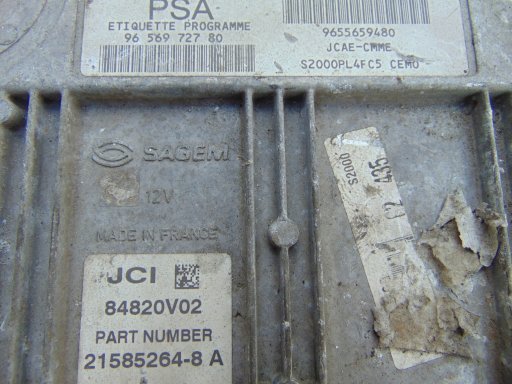 PSA
ETIQUETTE PROGRAMME
96 569 727 80
9655659480
JCAE-CMME
S2000PL4FC5 CEMO
SAGEM
12V
MADE IN FRANCE
JCI
84820V02
PART NUMBER
21585264-8 A
S2000
435